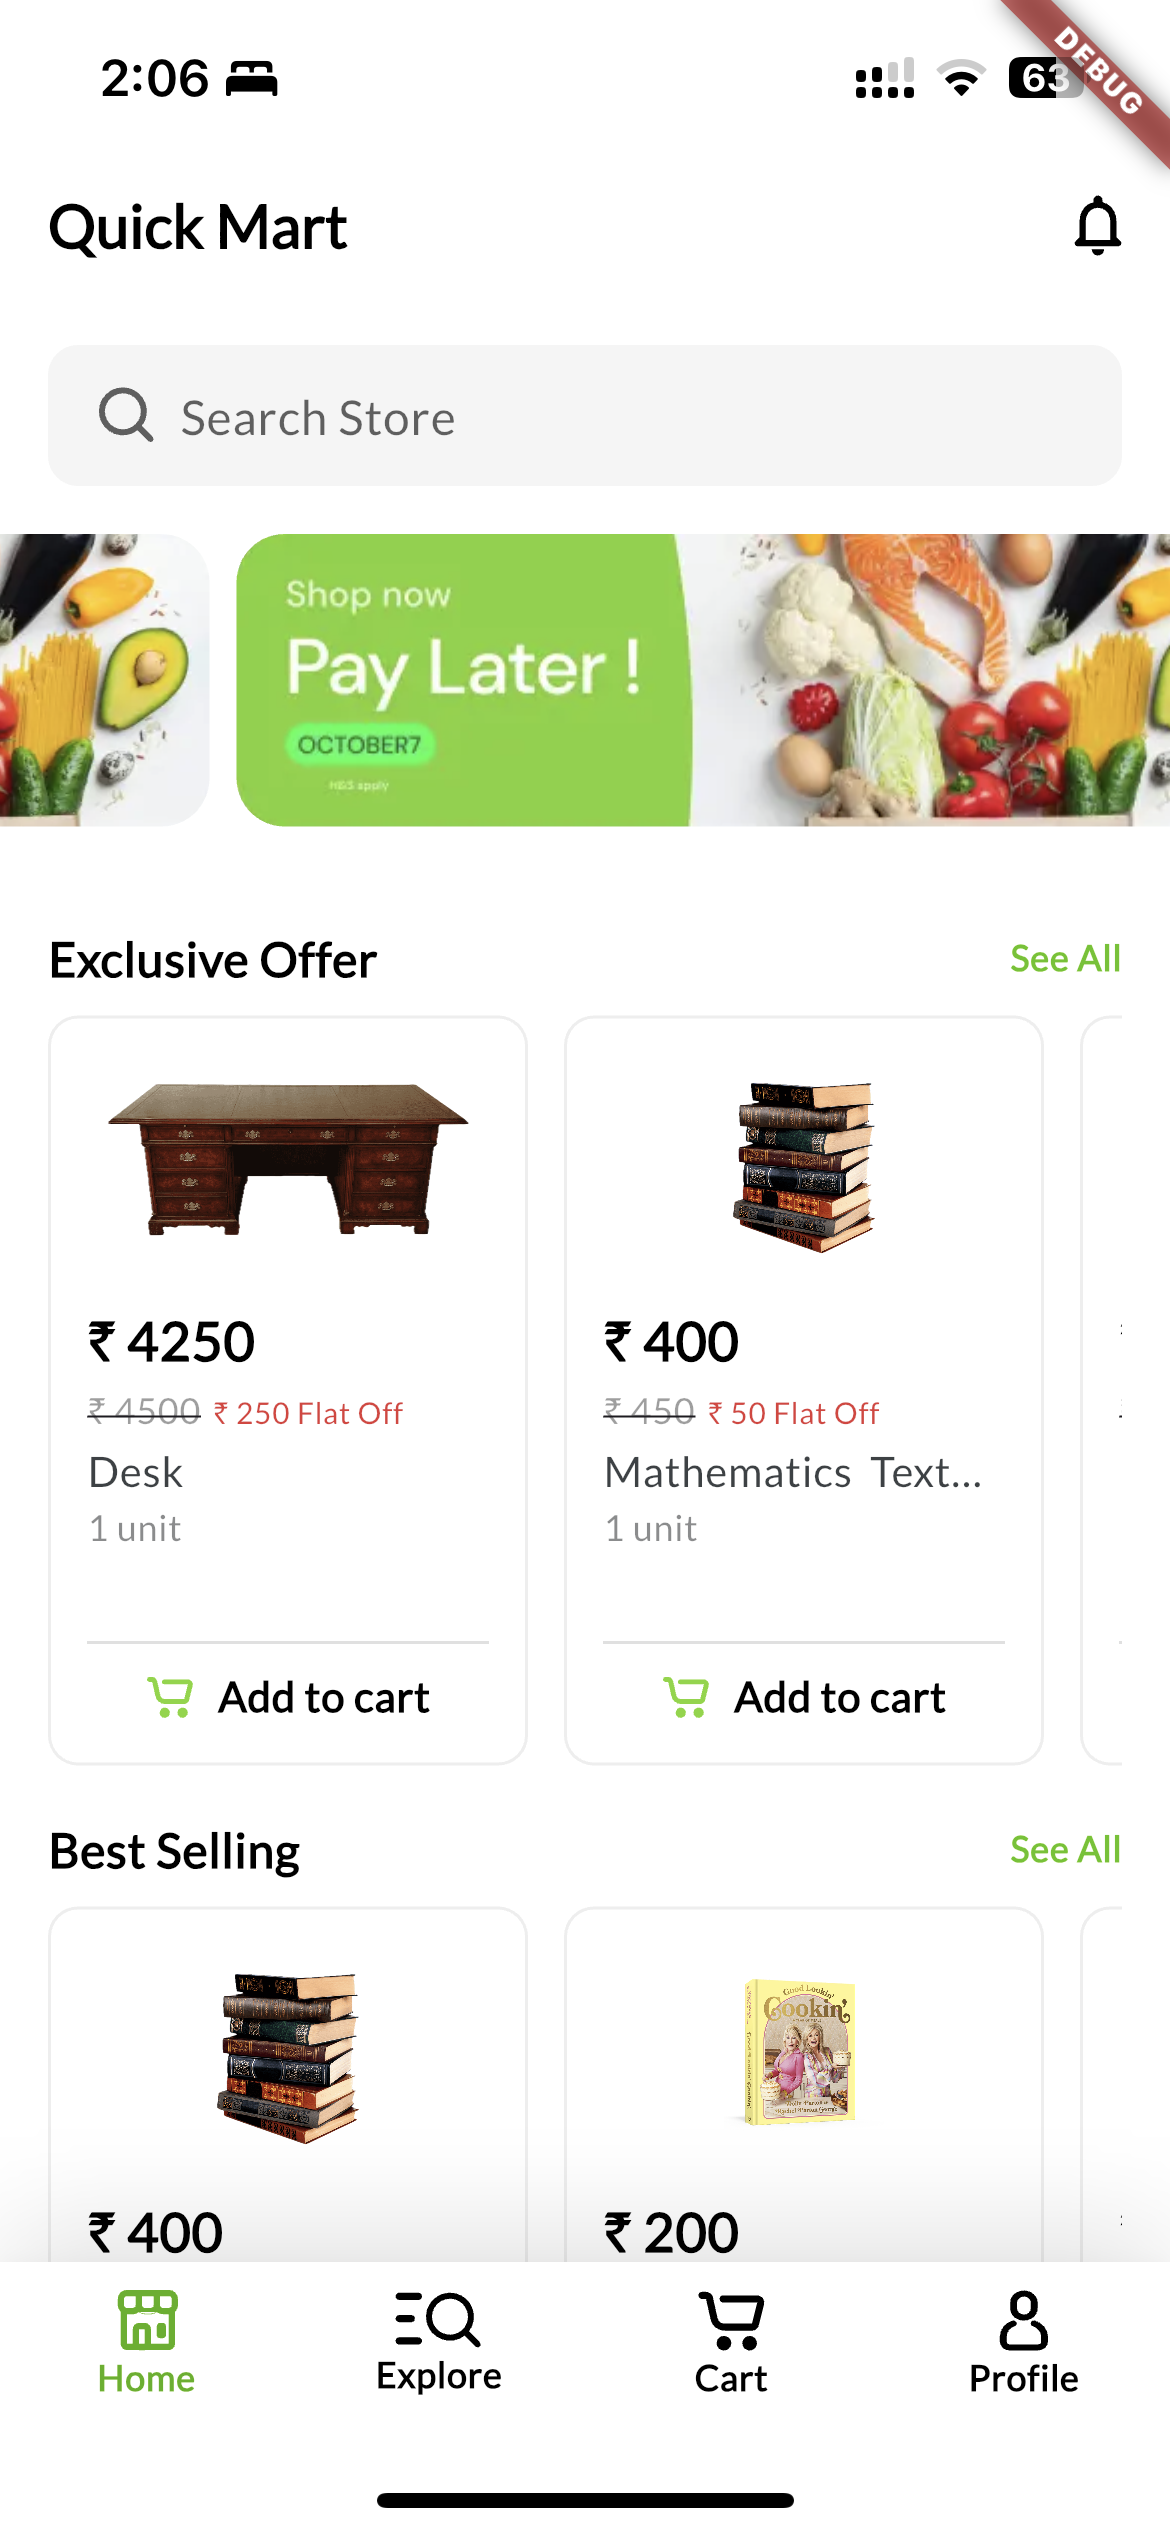 2:06
63
DEBUG
Quick Mart
Search Store
Shop now
Pay Later !
OCTOBER7
apply
Exclusive Offer
See All
₹ 4250
₹ 4500 ₹ 250 Flat Off
Desk
1 unit
Add to cart
₹ 400
₹ 450 ₹ 50 Flat Off
Mathematics Text...
1 unit
Add to cart
Best Selling
See All
₹ 400
Good Lookin'
Cookin'
₹ 200
Home
Explore
Cart
Profile